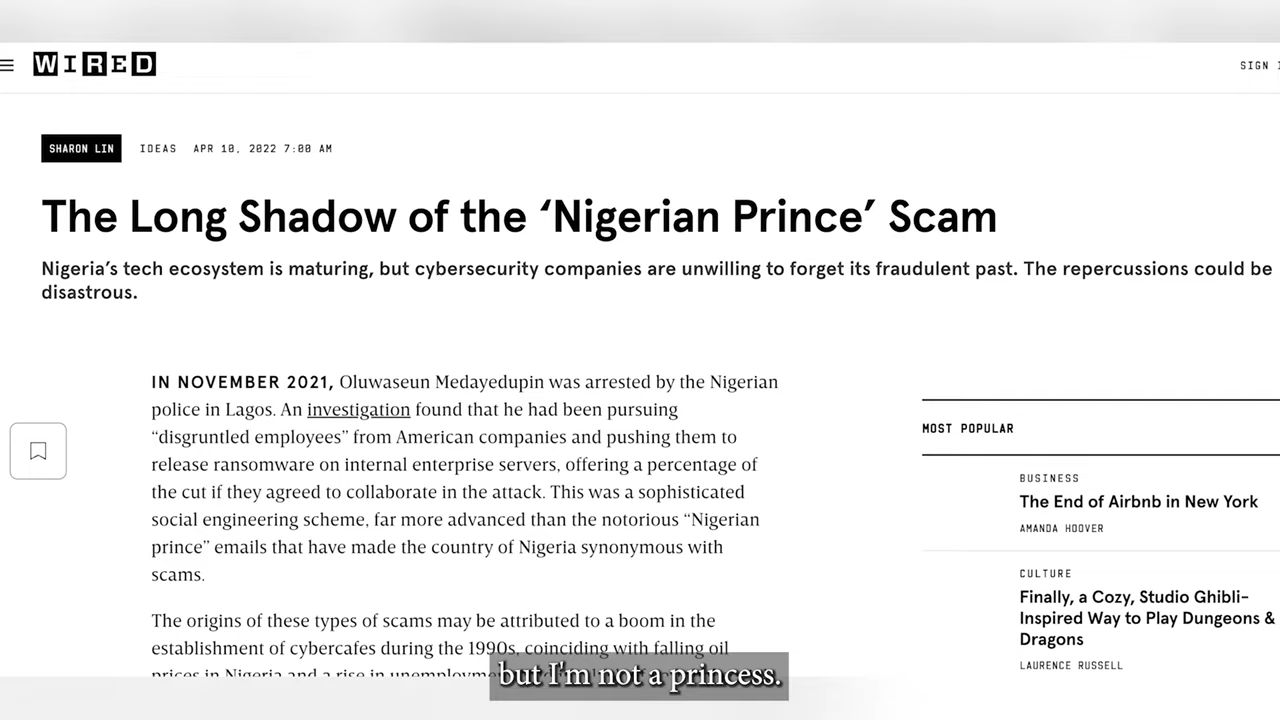 WIRED
SIGN
SHARON LIN IDEAS APR 10, 2022 7:00 AM
The Long Shadow of the ‘Nigerian Prince’ Scam
Nigeria’s tech ecosystem is maturing, but cybersecurity companies are unwilling to forget its fraudulent past. The repercussions could be
disastrous.
IN NOVEMBER 2021, Oluwaseun Medayedupin was arrested by the Nigerian
police in Lagos. An investigation found that he had been pursuing
“disgruntled employees” from American companies and pushing them to
release ransomware on internal enterprise servers, offering a percentage of
the cut if they agreed to collaborate in the attack. This was a sophisticated
social engineering scheme, far more advanced than the notorious “Nigerian
prince” emails that have made the country of Nigeria synonymous with
scams.
The origins of these types of scams may be attributed to a boom in the
establishment of cybercafes during the 1990s, coinciding with falling oil
prices in Nigeria and a rise in
MOST POPULAR
BUSINESS
The End of Airbnb in New York
AMANDA HOOVER
CULTURE
Finally, a Cozy, Studio Ghibli-
Inspired Way to Play Dungeons &
Dragons
LAURENCE RUSSELL
but I'm not a princess.